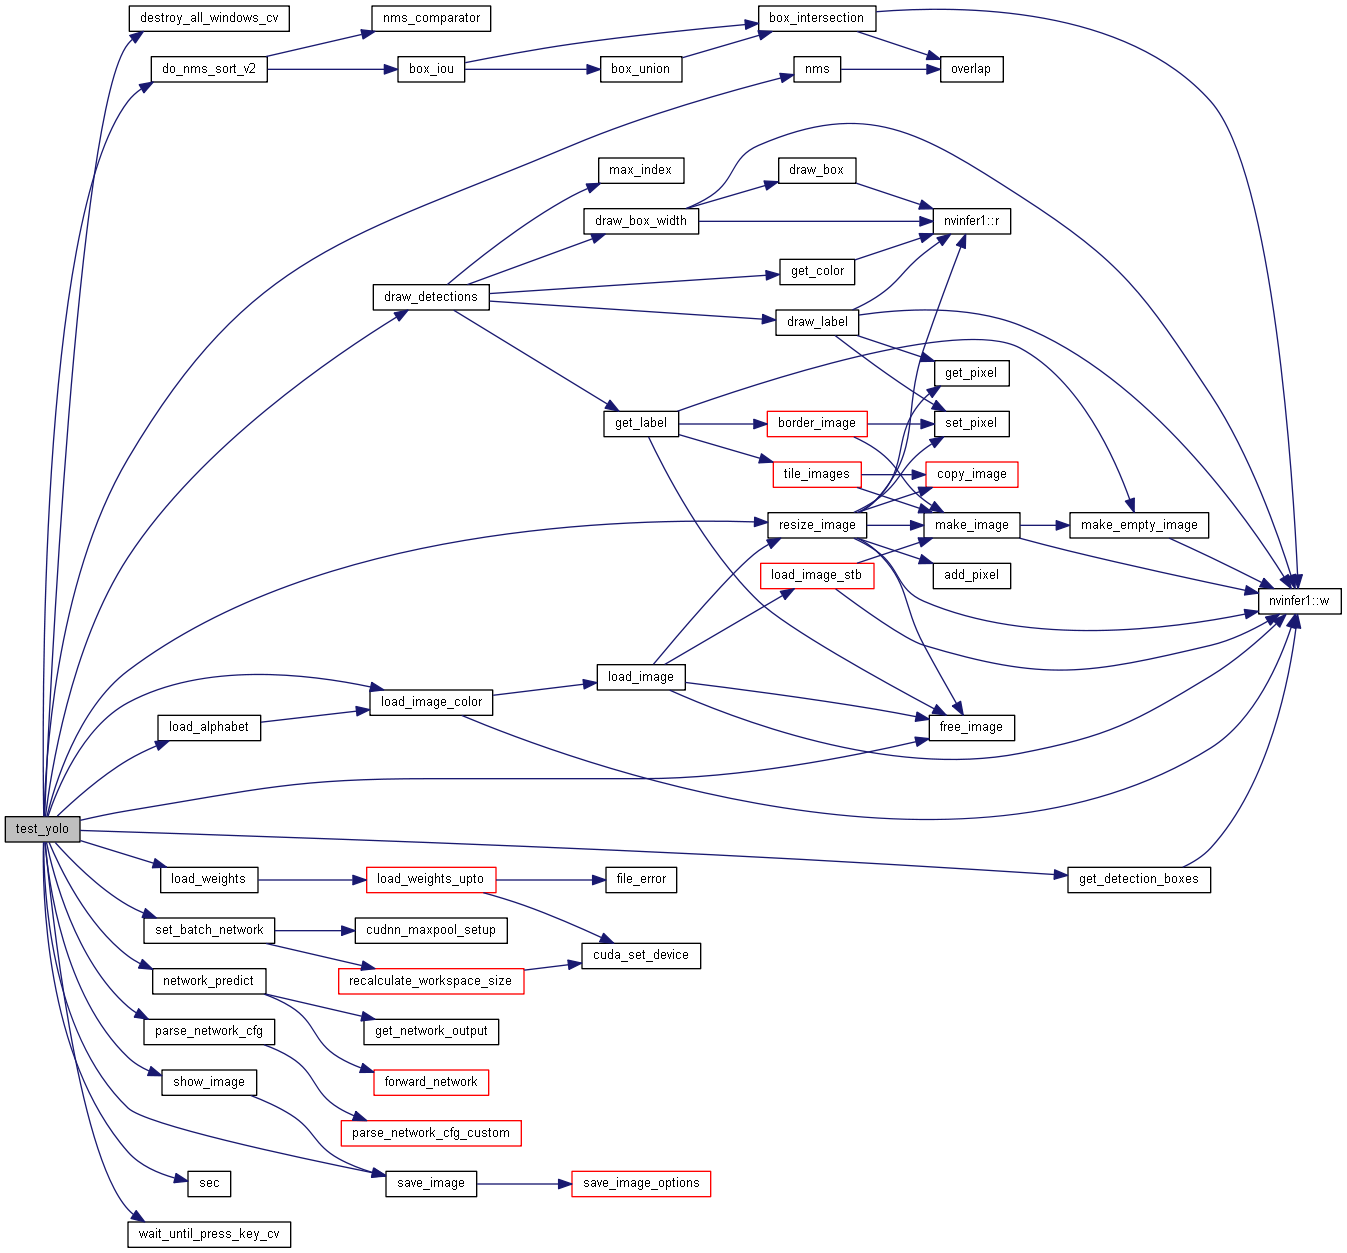 destroy_all_windows_cv
nms_comparator
box_intersection
do_nms_sort_v2
box_iou
box_union
nms
overlap
max_index
draw_box
draw_box_width
nvinfer1::r
get_color
draw_detections
draw_label
get_pixel
get_label
border_image
set_pixel
tile_images
copy_image
resize_image
make_image
make_empty_image
load_image_stb
add_pixel
nvinfer1::w
load_image
load_image_color
load_alphabet
free_image
test_yolo
load_weights
load_weights_upto
file_error
get_detection_boxes
set_batch_network
cudnn_maxpool_setup
cuda_set_device
network_predict
recalculate_workspace_size
parse_network_cfg
get_network_output
show_image
forward_network
parse_network_cfg_custom
sec
save_image
save_image_options
wait_until_press_key_cv